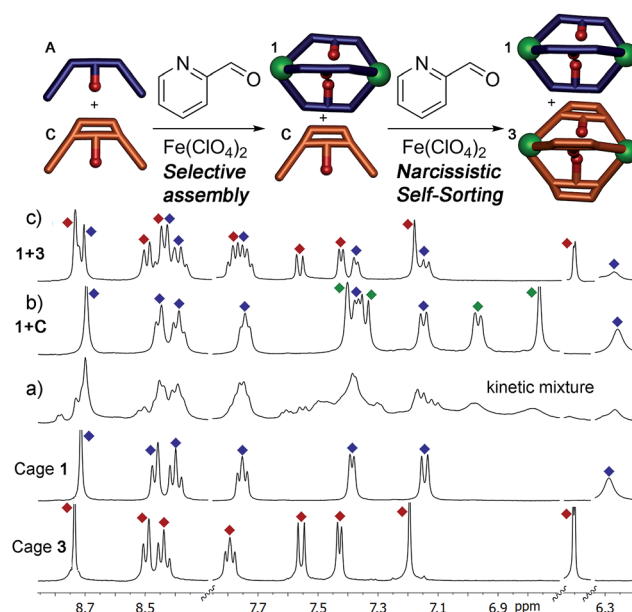 A
+
C
N
O
Fe(ClO4)2
Selective
assembly
1
+
C
N
O
Fe(ClO4)2
Narcissistic
Self-Sorting
1
+
3
c)
1+3
b)
1+C
a)
kinetic mixture
Cage 1
Cage 3
8.7 8.5 7.7 7.5 7.3 7.1 6.9 ppm 6.3